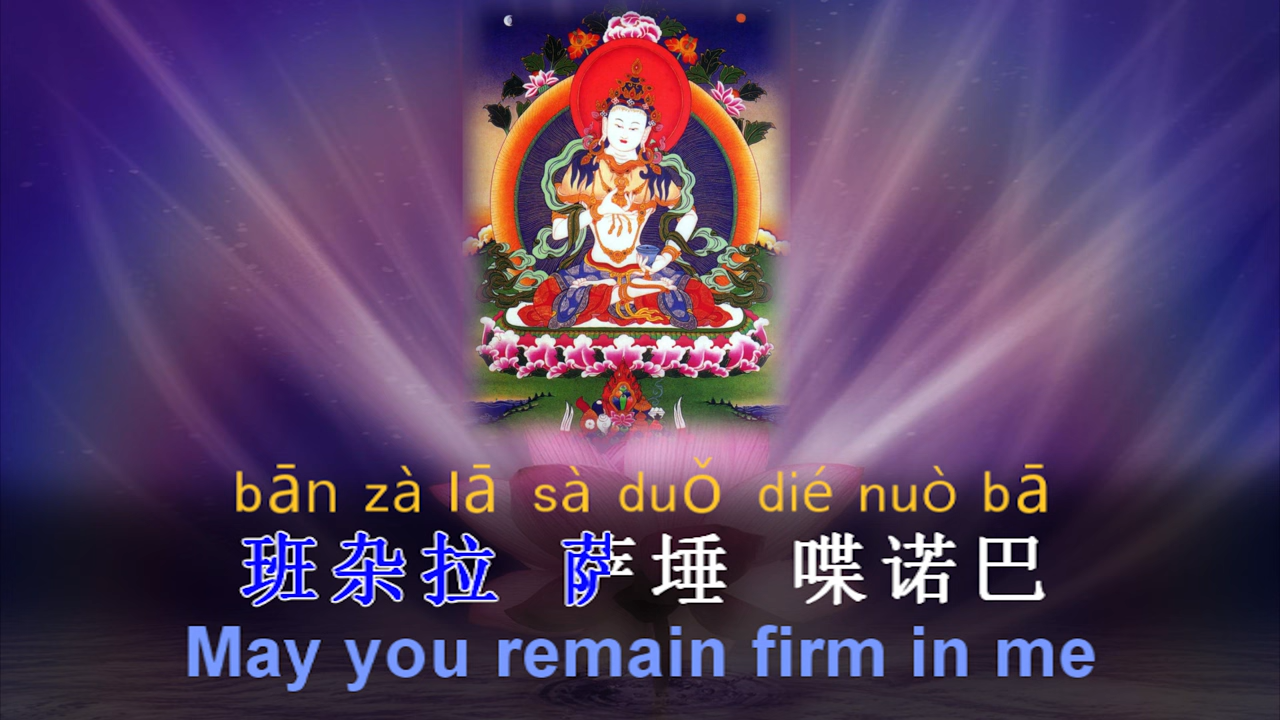 bān zà lā sà duǒ dié nuò bā
班杂拉 萨埵 喋诺巴
May you remain firm in me